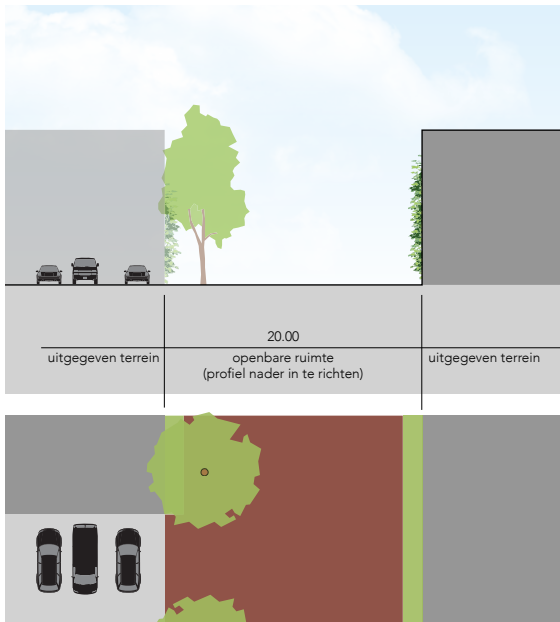 20.00
uitgegeven terrein
openbare ruimte
(profiel nader in te richten)
uitgegeven terrein